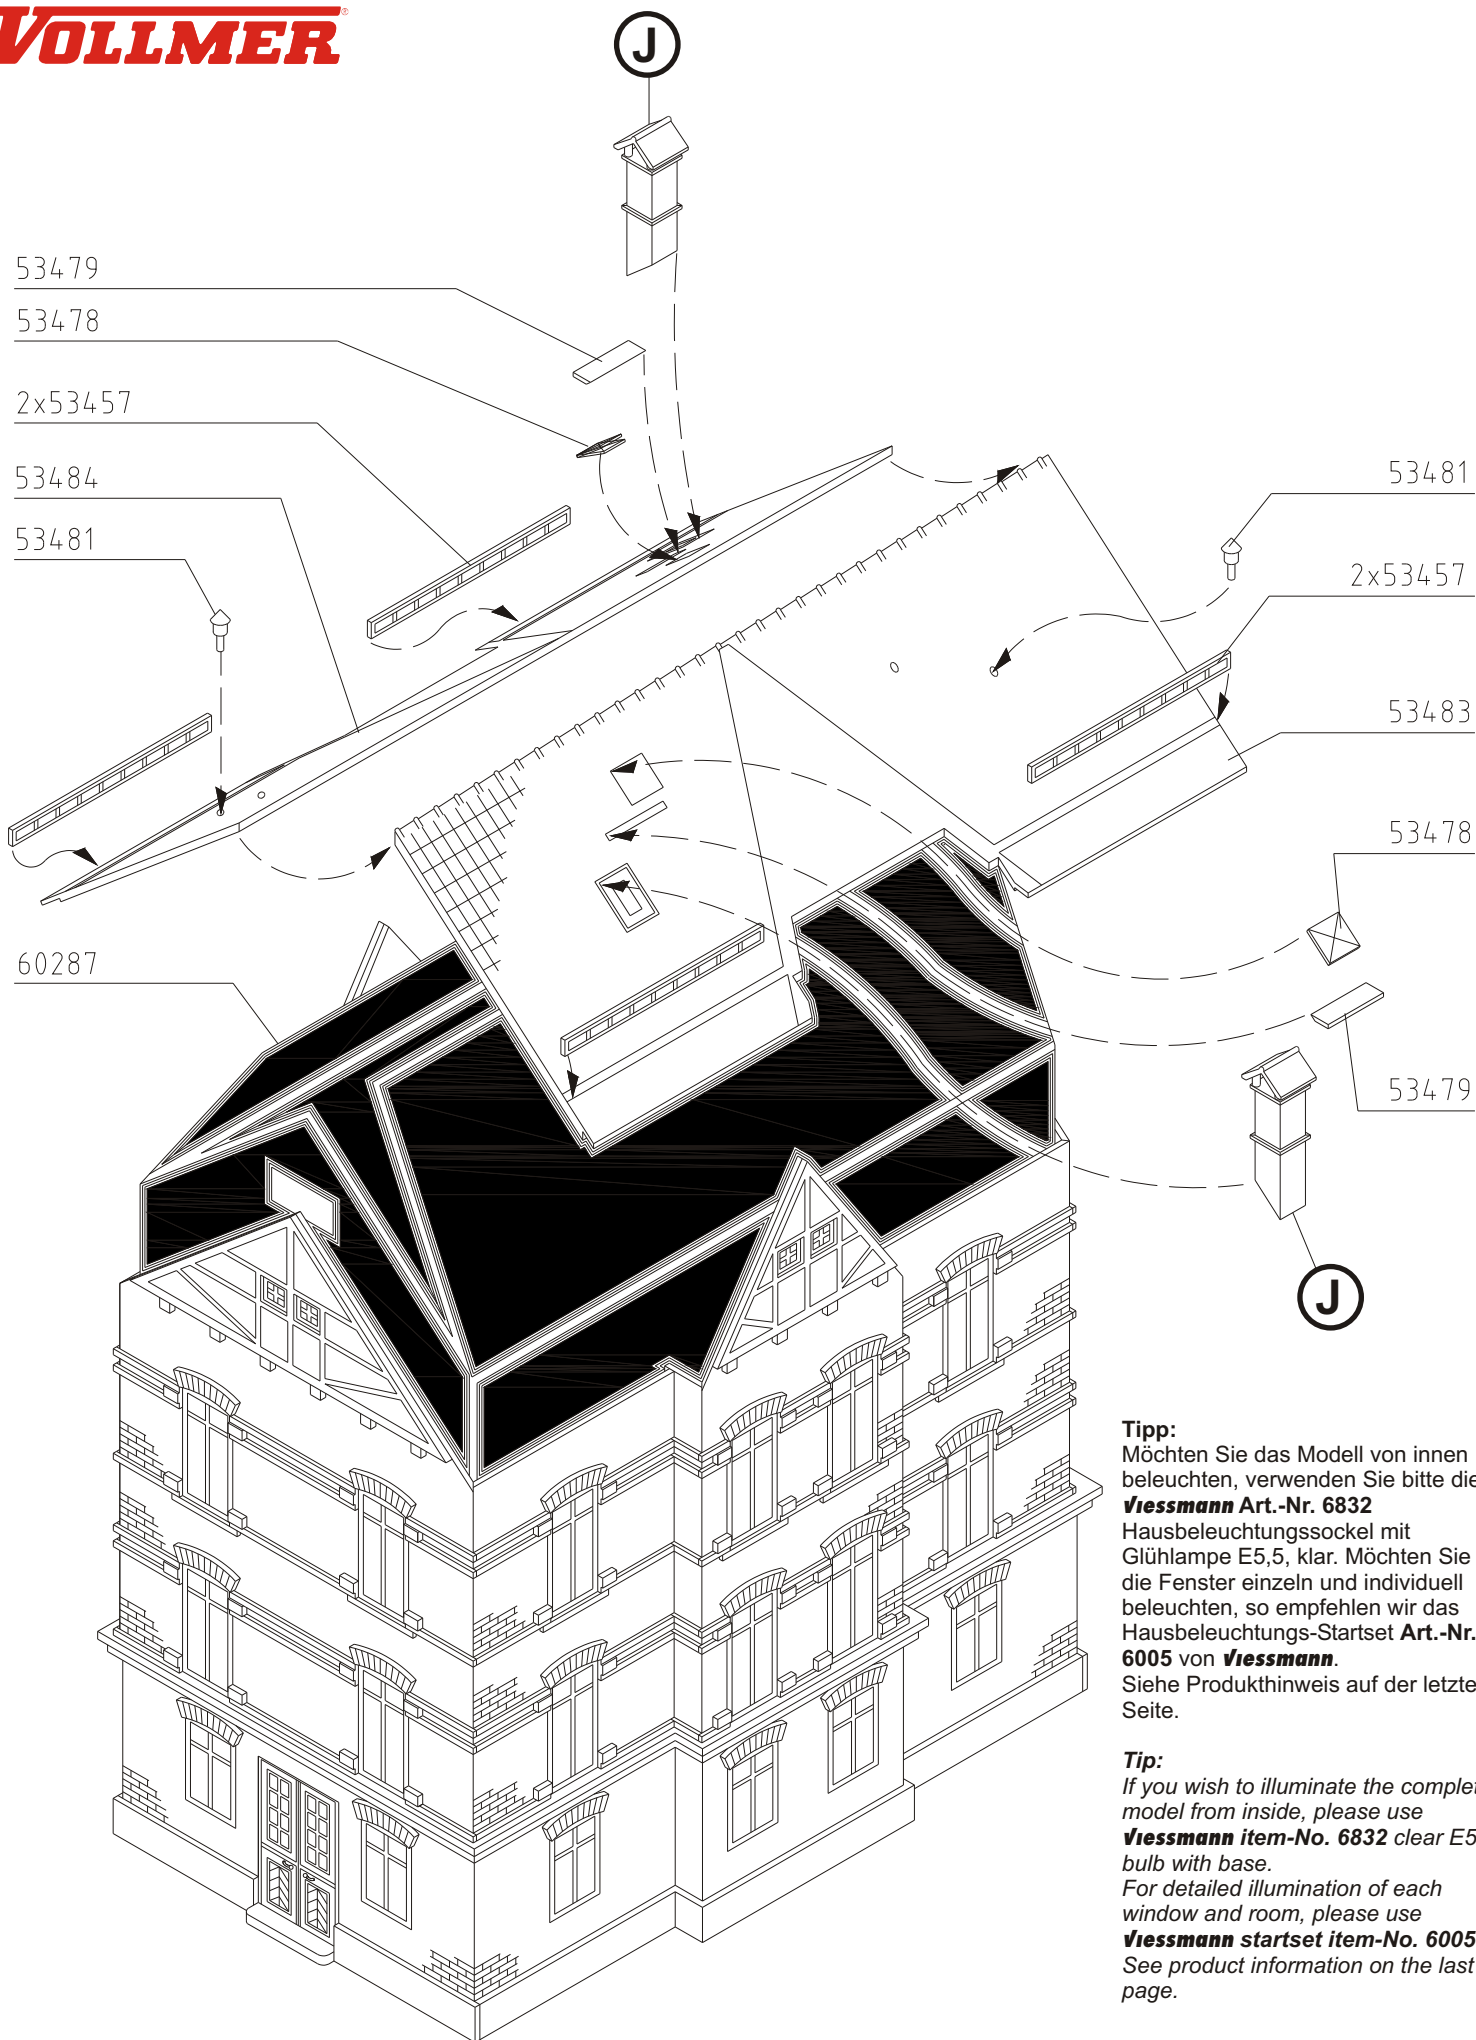 VOLLMER®
J
53479
53478
2x53457
53484
53481
60287
53481
2x53457
53483
53478
53479
J
Tipp:
Möchten Sie das Modell von innen
beleuchten, verwenden Sie bitte die
Viessmann Art.-Nr. 6832
Hausbeleuchtungssockel mit
Glühlampe E5,5, klar. Möchten Sie
die Fenster einzeln und individuell
beleuchten, so empfehlen wir das
Hausbeleuchtungs-Startset Art.-Nr.
6005 von Viessmann.
Siehe Produkthinweis auf der letzte
Seite.
Tip:
If you wish to illuminate the complet
model from inside, please use
Viessmann item-No. 6832 clear E5
bulb with base.
For detailed illumination of each
window and room, please use
Viessmann startset item-No. 6005
See product information on the last
page.